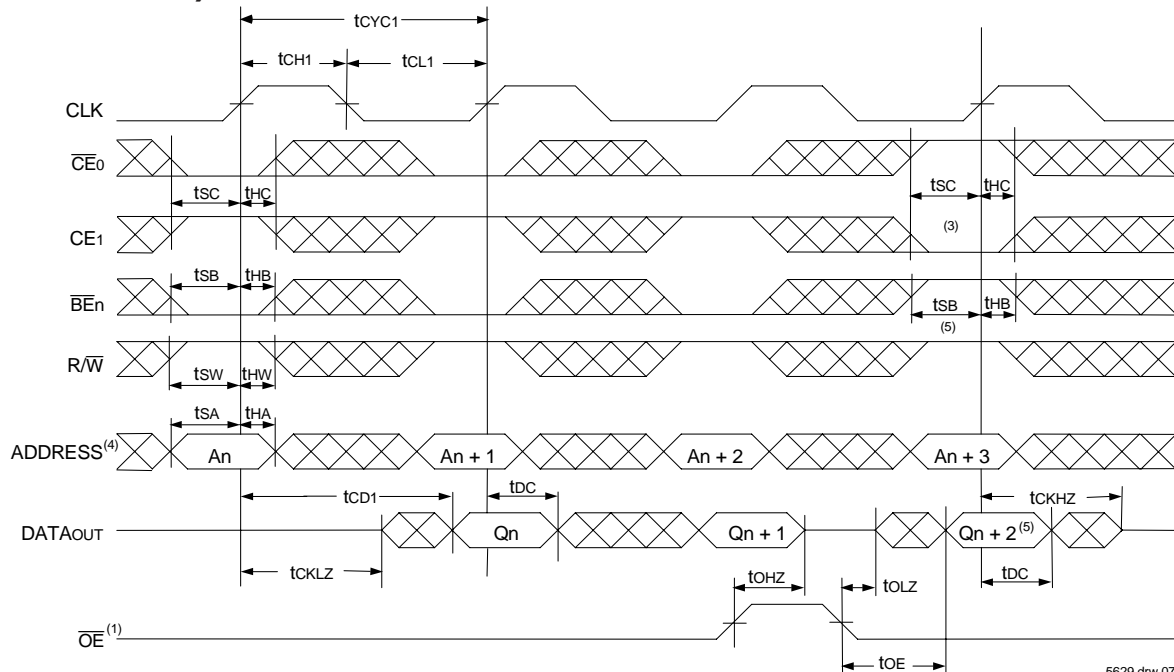 tCYC1
tCH1 tCL1
CLK
CE0
tSC tHC tSC tHC
CE1 (3)
tSB tHB tSB tHB
BEn (5)
R/W
tSW tHW
tSA tHA
ADDRESS(4) An An + 1 An + 2 An + 3
tCD1 tDC tCKHZ
DATAOUT Qn Qn + 1 Qn + 2(5)
tCKLZ tOHZ tOLZ tDC
OE(1)
tOE
5629 drw 07